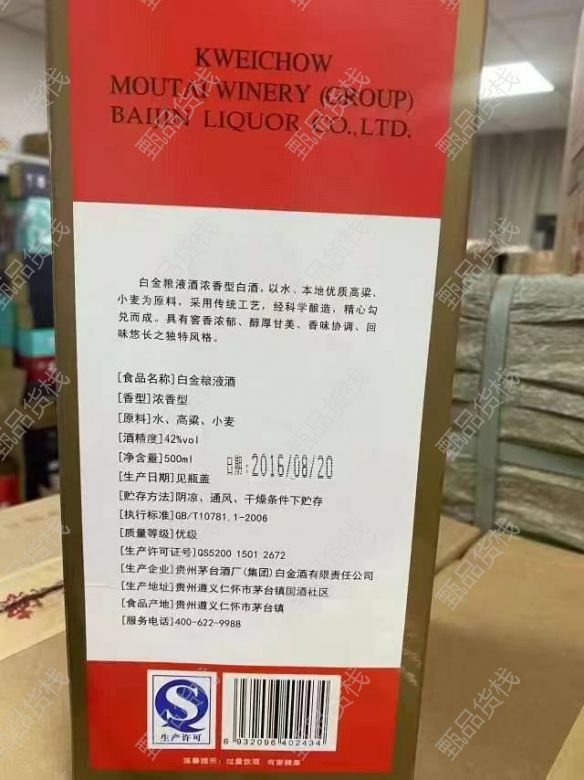 KWEICHOW
MOUTAI WINERY (GROUP)
BAIJIN LIQUOR CO.,LTD.
白金粮液酒浓香型白酒，以水、本地优质高粱、
小麦为原料，采用传统工艺，经科学酿造，精心勾
兑而成。具有窖香浓郁、醇厚甘美、香味协调、回
味悠长之独特风格。
[食品名称]白金粮液酒
[香型]浓香型
[原料]水、高粱、小麦
[酒精度]42%vol
[净含量]500ml
日期:2016/08/20
[生产日期]见瓶盖
[贮存方法]阴凉、通风、干燥条件下贮存
[执行标准]GB/T10781.1-2006
[质量等级]优级
[生产许可证号]QS5200 1501 2672
[生产企业]贵州茅台酒厂(集团)白金酒有限责任公司
[生产地址]贵州遵义仁怀市茅台镇国酒社区
[食品产地]贵州遵义仁怀市茅台镇
[服务电话]400-622-9988
生产许可
6 932096 402434
温馨提示：过量饮酒 有害健康
甄品货栈